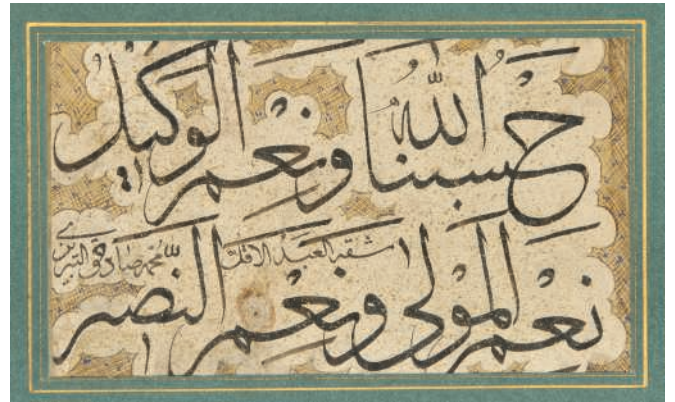 حسبنا الله ونعم الوكيل
مشقه العبد الاقل محمد صادق التبريزي
نعم المولى ونعم النصير